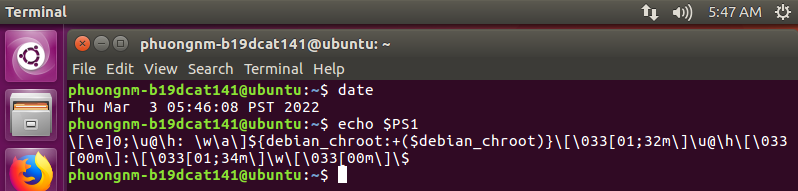 Terminal
5:47 AM
phuongnm-b19dcat141@ubuntu: ~
File Edit View Search Terminal Help
phuongnm-b19dcat141@ubuntu:~$ date
Thu Mar  3 05:46:08 PST 2022
phuongnm-b19dcat141@ubuntu:~$ echo $PS1
\[\e]0;\u@\h: \w\a\]${debian_chroot:+($debian_chroot)}\[\033[01;32m\]\u@\h\[\033
[00m\]:\[\033[01;34m\]\w\[\033[00m\]\$
phuongnm-b19dcat141@ubuntu:~$